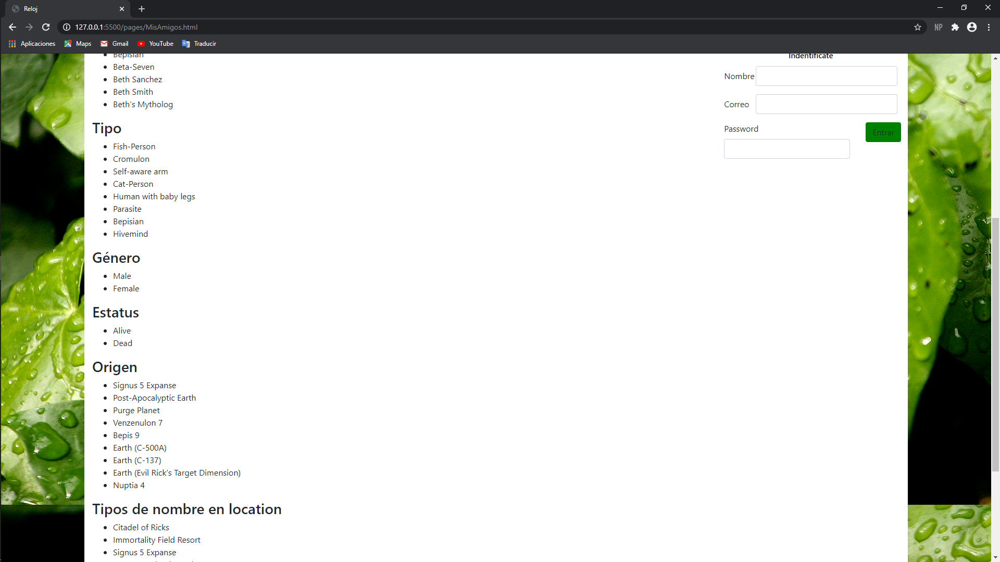 Reloj
127.0.0.1:5500/pages/MisAmigos.html
NP
Aplicaciones
Maps
Gmail
YouTube
Traducir
Bepisian
Beta-Seven
Beth Sanchez
Beth Smith
Beth's Mytholog
Tipo
Fish-Person
Cromulon
Self-aware arm
Cat-Person
Human with baby legs
Parasite
Bepisian
Hivemind
Género
Male
Female
Estatus
Alive
Dead
Origen
Signus 5 Expanse
Post-Apocalyptic Earth
Purge Planet
Venzenulon 7
Bepis 9
Earth (C-500A)
Earth (C-137)
Earth (Evil Rick's Target Dimension)
Nuptia 4
Tipos de nombre en location
Citadel of Ricks
Immortality Field Resort
Signus 5 Expanse
Indentificate
Nombre
Correo
Password
Entrar